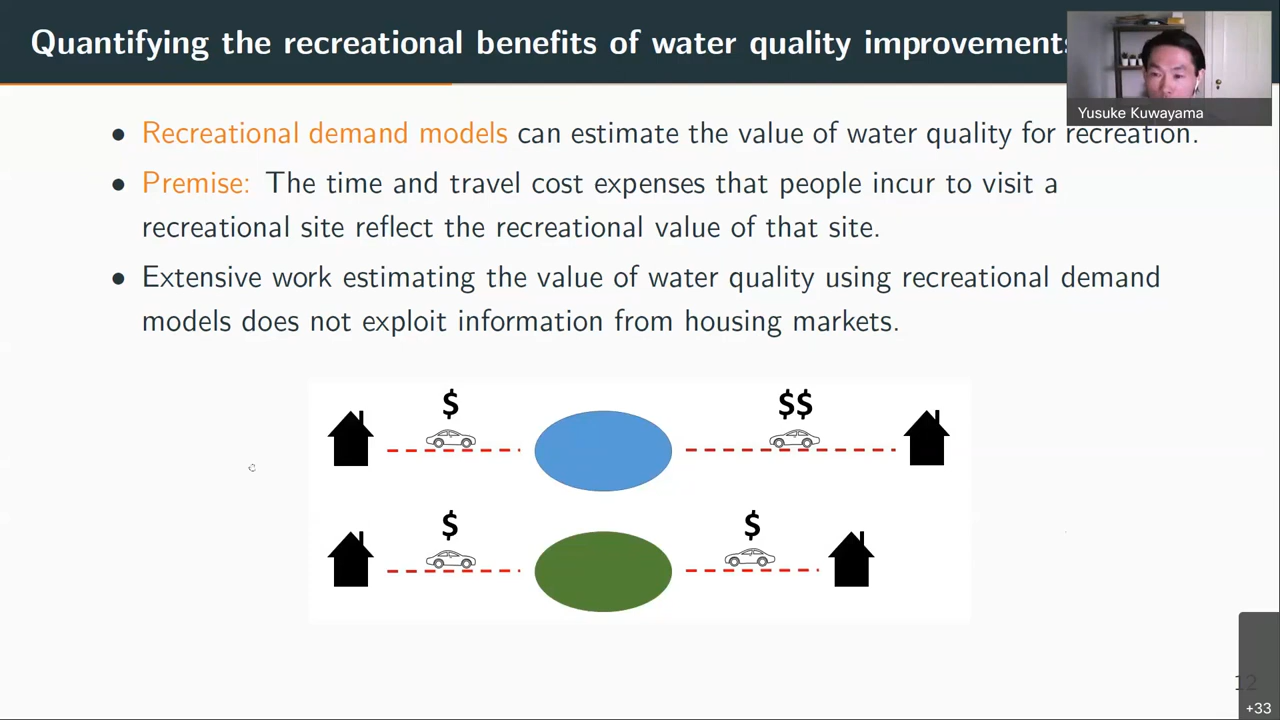 Quantifying the recreational benefits of water quality improvements
Yusuke Kuwayama
• Recreational demand models can estimate the value of water quality for recreation.
• Premise: The time and travel cost expenses that people incur to visit a
recreational site reflect the recreational value of that site.
• Extensive work estimating the value of water quality using recreational demand
models does not exploit information from housing markets.
$ $$
$ $
12
+33